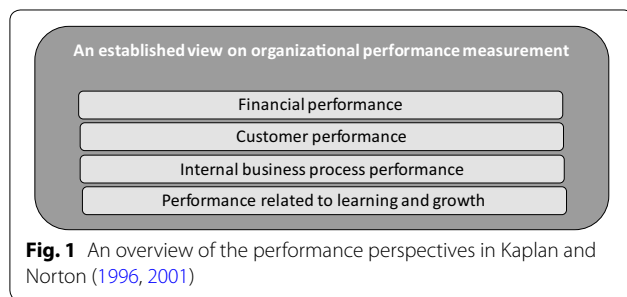 An established view on organizational performance measurement
Financial performance
Customer performance
Internal business process performance
Performance related to learning and growth
Fig. 1 An overview of the performance perspectives in Kaplan and
Norton (1996, 2001)